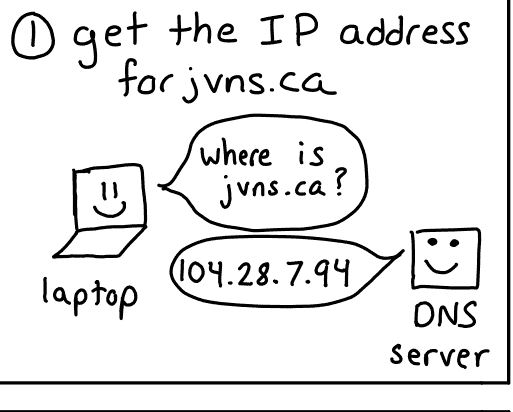 ① get the IP address
for jvns.ca
where is
jvns.ca?
laptop
104.28.7.94
DNS
server